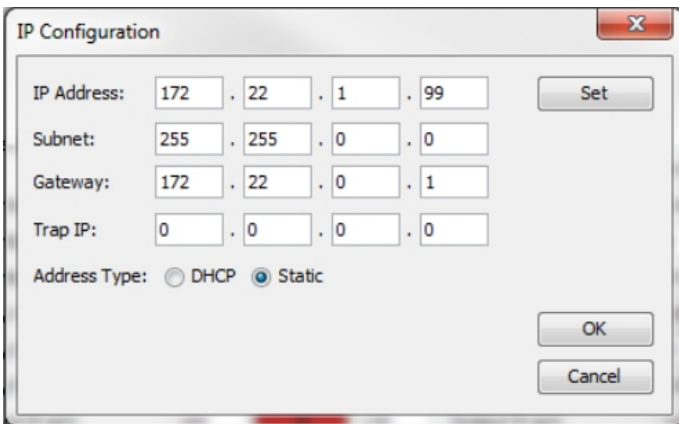 IP Configuration
IP Address: 172 . 22 . 1 . 99 Set
Subnet: 255 . 255 . 0 . 0
Gateway: 172 . 22 . 0 . 1
Trap IP: 0 . 0 . 0 . 0
Address Type: DHCP Static
OK
Cancel